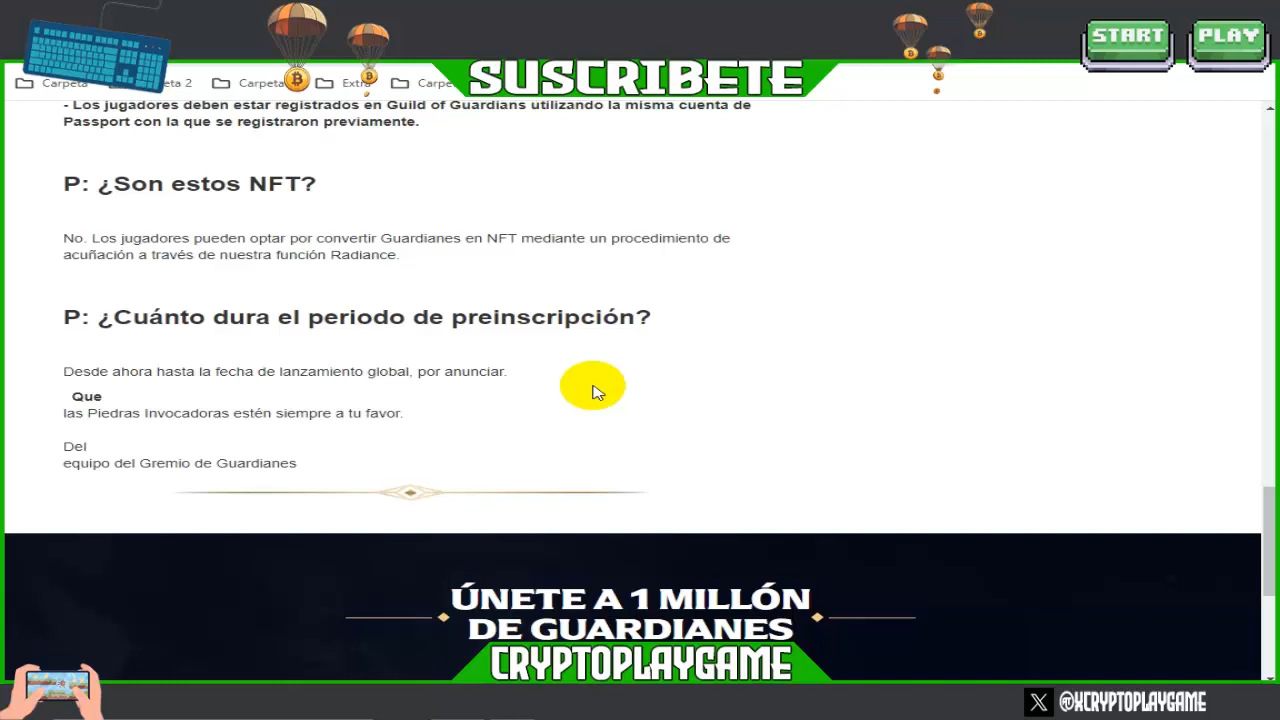 START
PLAY
SUSCRIBETE
Carpeta
ta 2
Carpeta
Extra
Carpe
- Los jugadores deben estar registrados en Guild of Guardians utilizando la misma cuenta de
Passport con la que se registraron previamente.
P: ¿Son estos NFT?
No. Los jugadores pueden optar por convertir Guardianes en NFT mediante un procedimiento de
acuñación a través de nuestra función Radiance.
P: ¿Cuánto dura el periodo de preinscripción?
Desde ahora hasta la fecha de lanzamiento global, por anunciar.
Que
las Piedras Invocadoras estén siempre a tu favor.
Del
equipo del Gremio de Guardianes
ÚNETE A 1 MILLÓN
DE GUARDIANES
CRYPTOPLAYGAME
@XCRYPTOPLAYGAME